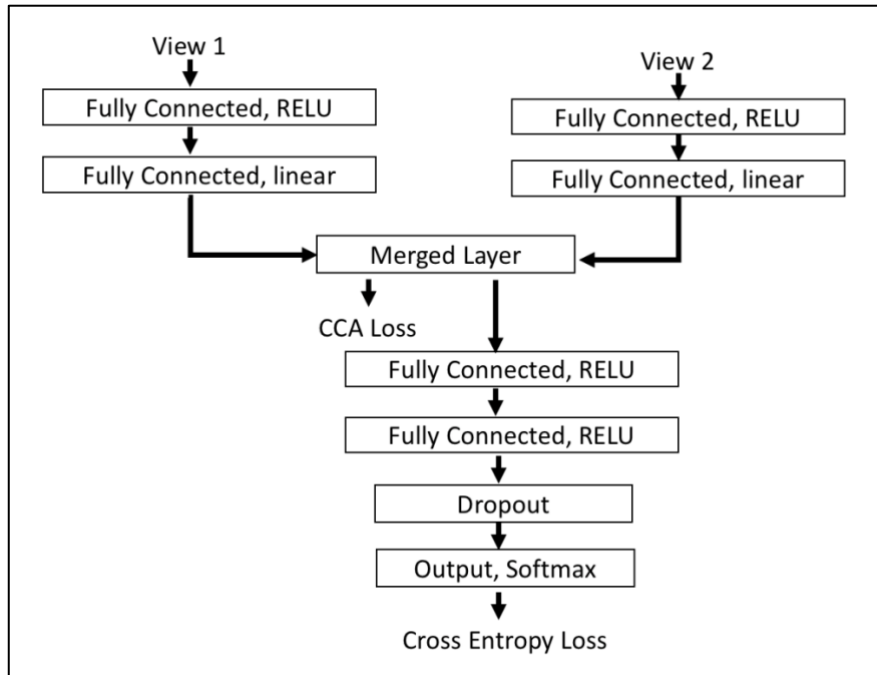 View 1
Fully Connected, RELU
Fully Connected, linear
View 2
Fully Connected, RELU
Fully Connected, linear
Merged Layer
CCA Loss
Fully Connected, RELU
Fully Connected, RELU
Dropout
Output, Softmax
Cross Entropy Loss